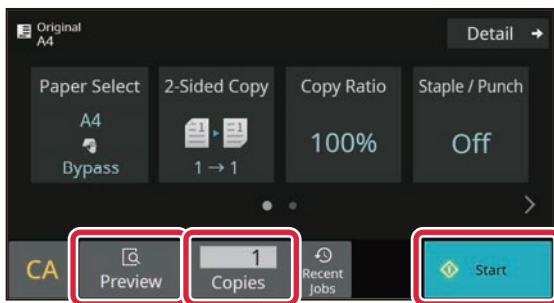 Original
A4
Detail
Paper Select
2-Sided Copy
Copy Ratio
Staple / Punch
A4
Bypass
1 → 1
100%
Off
CA
Preview
1
Copies
Recent
Jobs
Start